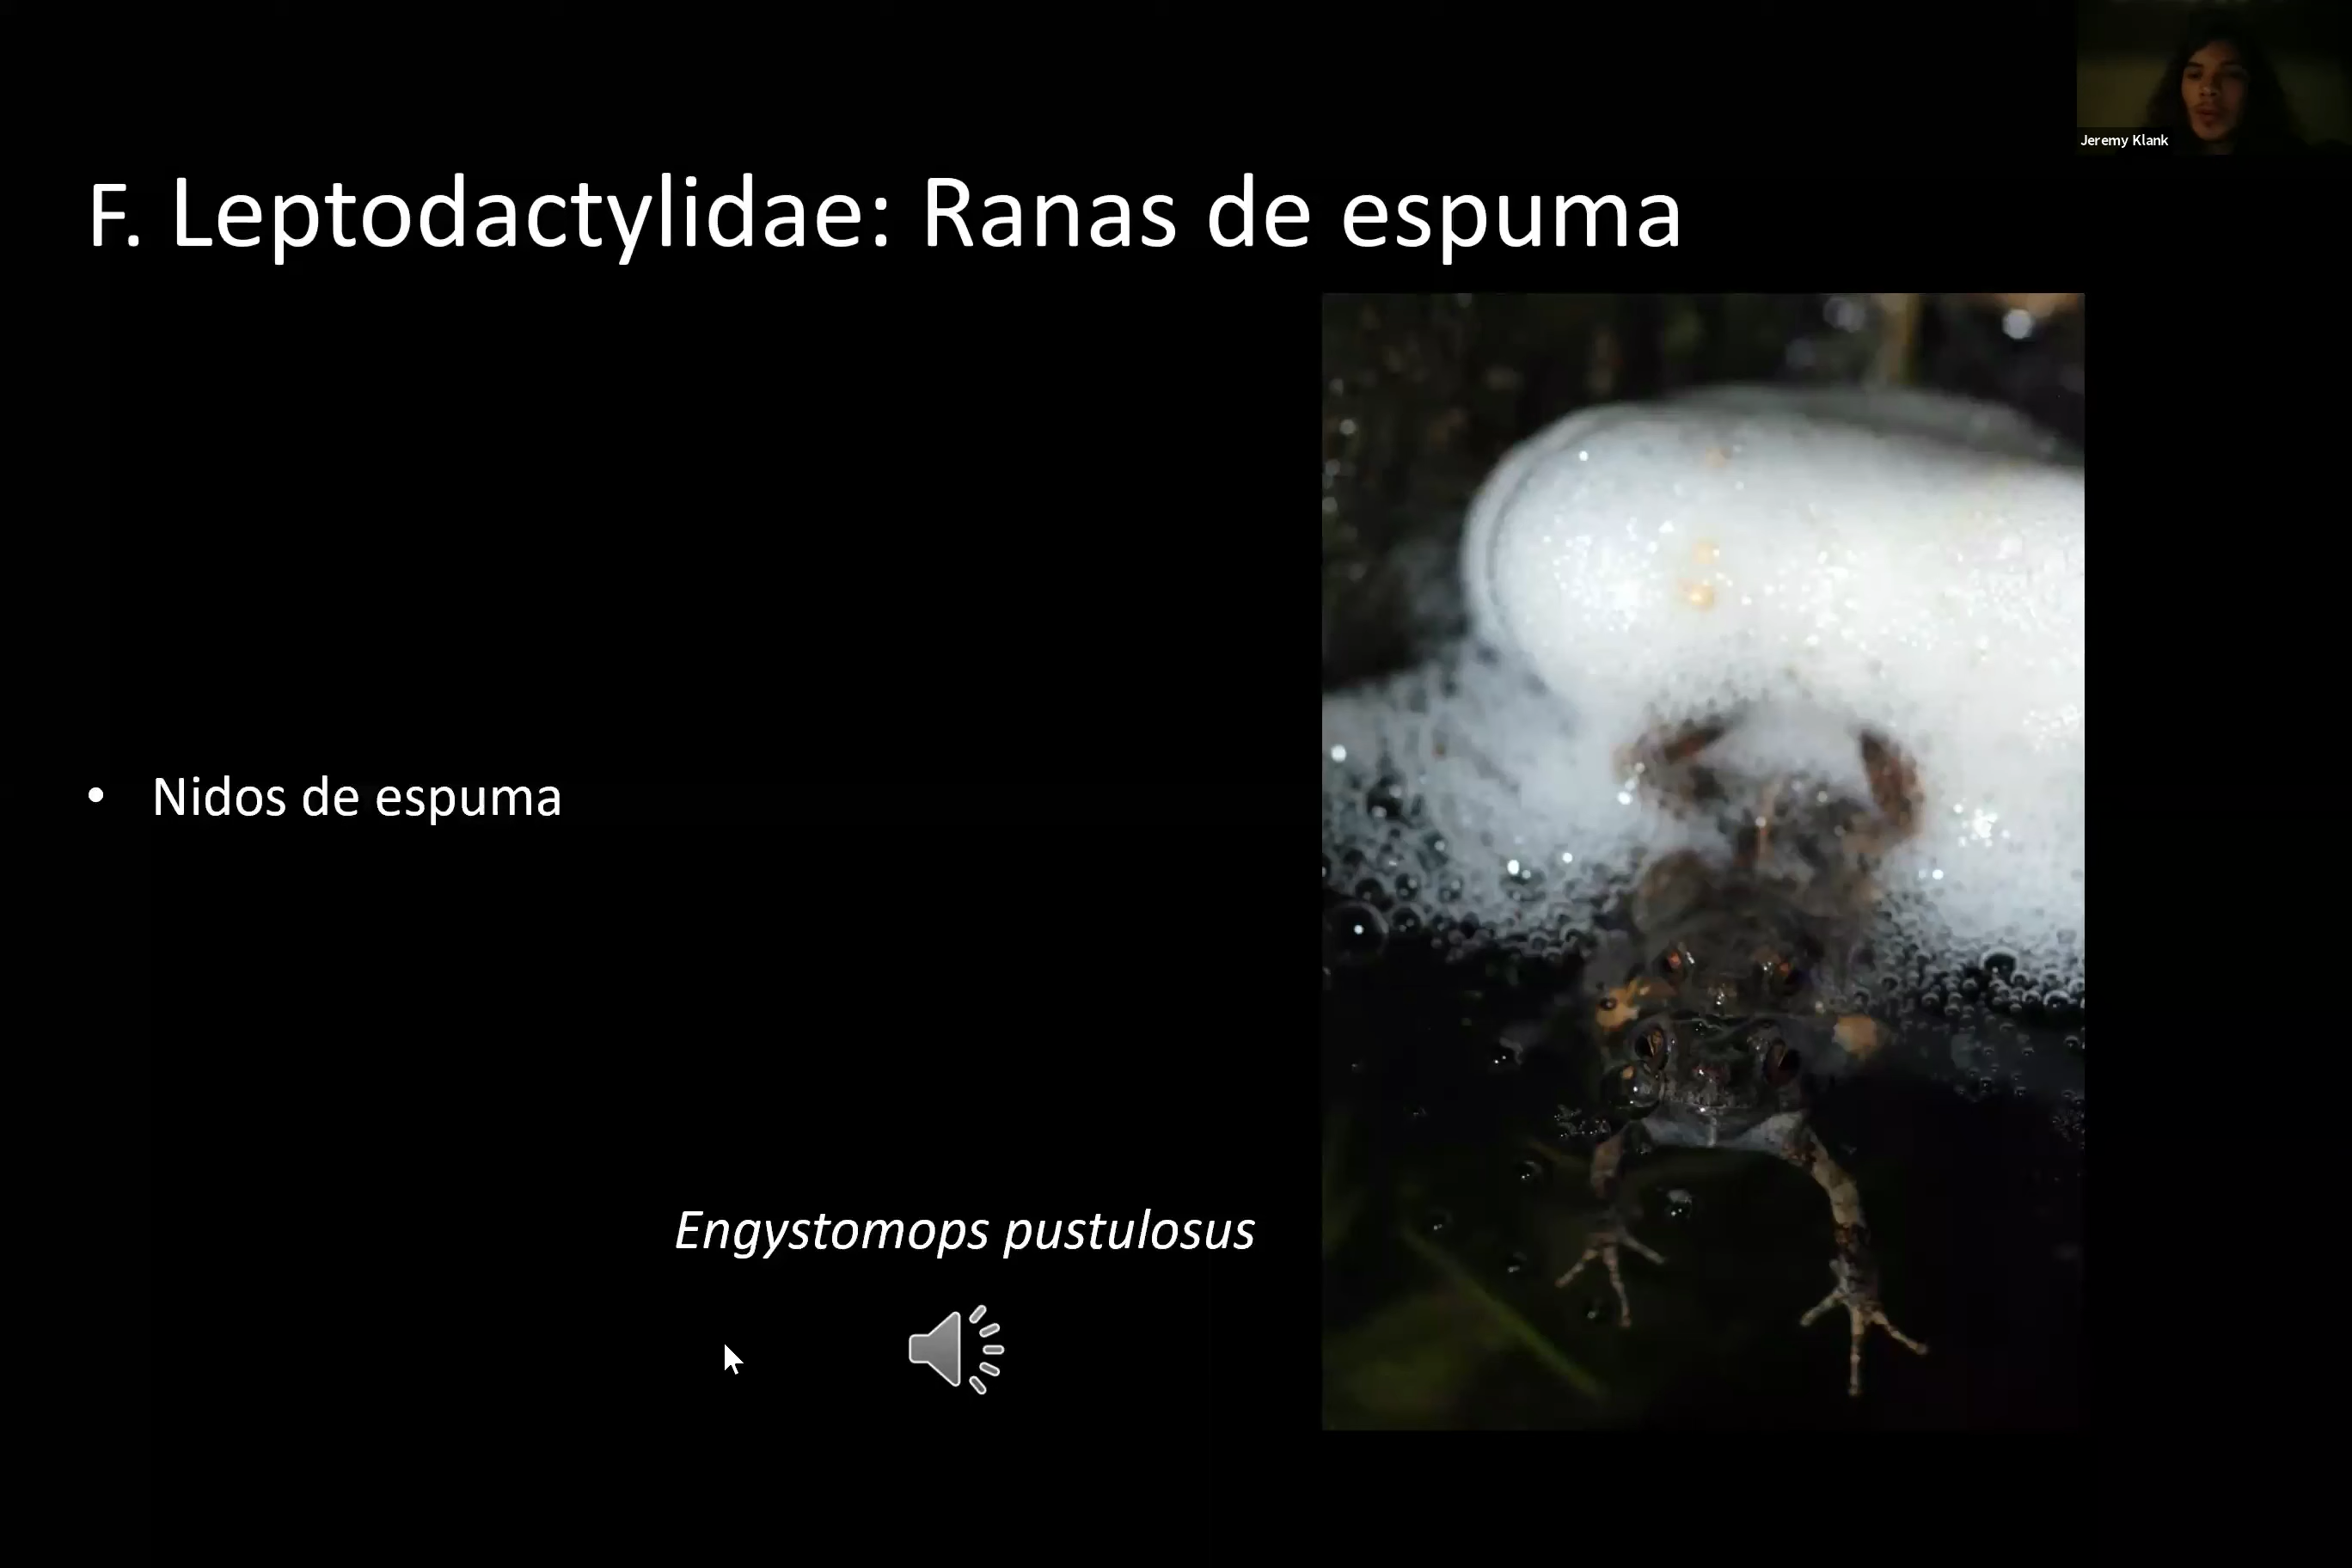 Jeremy Klank
F. Leptodactylidae: Ranas de espuma
• Nidos de espuma
Engystomops pustulosus